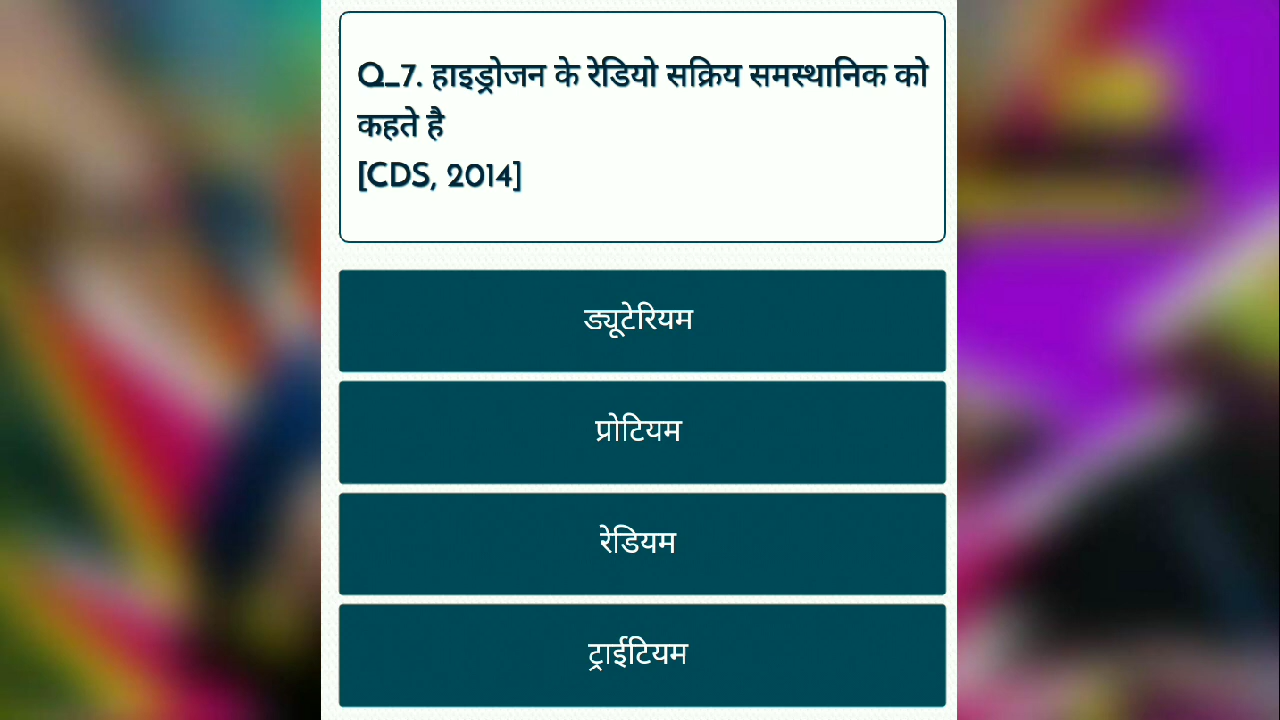 Q_7. हाइड्रोजन के रेडियो सक्रिय समस्थानिक को
कहते है
[CDS, 2014]
ड्यूटेरियम
प्रोटियम
रेडियम
ट्राईटियम